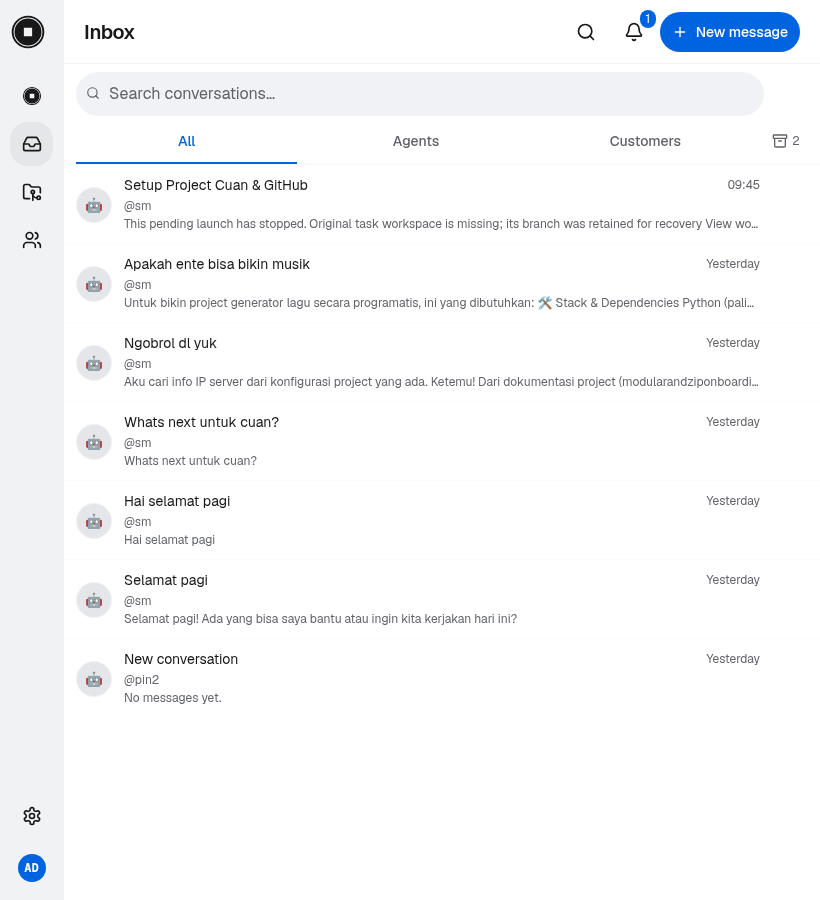 Inbox
1
New message
Search conversations...
All
Agents
Customers
2
Setup Project Cuan & GitHub
09:45
@sm
This pending launch has stopped. Original task workspace is missing; its branch was retained for recovery View wo...
Apakah ente bisa bikin musik
Yesterday
@sm
Untuk bikin project generator lagu secara programatis, ini yang dibutuhkan: 🛠️ Stack & Dependencies Python (pali...
Ngobrol dl yuk
Yesterday
@sm
Aku cari info IP server dari konfigurasi project yang ada. Ketemu! Dari dokumentasi project (modularandziponboardi...
Whats next untuk cuan?
Yesterday
@sm
Whats next untuk cuan?
Hai selamat pagi
Yesterday
@sm
Hai selamat pagi
Selamat pagi
Yesterday
@sm
Selamat pagi! Ada yang bisa saya bantu atau ingin kita kerjakan hari ini?
New conversation
Yesterday
@pin2
No messages yet.
AD